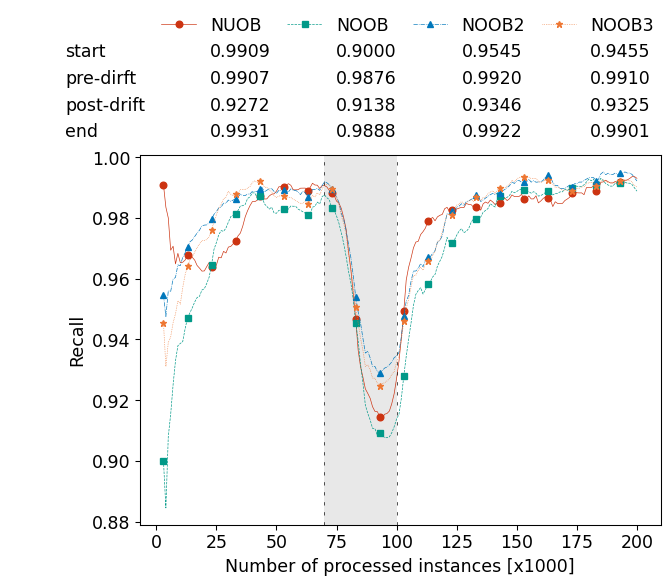 NUOB NOOB NOOB2 NOOB3
start 0.9909 0.9000 0.9545 0.9455
pre-dirft 0.9907 0.9876 0.9920 0.9910
post-drift 0.9272 0.9138 0.9346 0.9325
end 0.9931 0.9888 0.9922 0.9901
1.00
0.98
0.96
0.94
0.92
0.90
0.88
Recall
0 25 50 75 100 125 150 175 200
Number of processed instances [x1000]